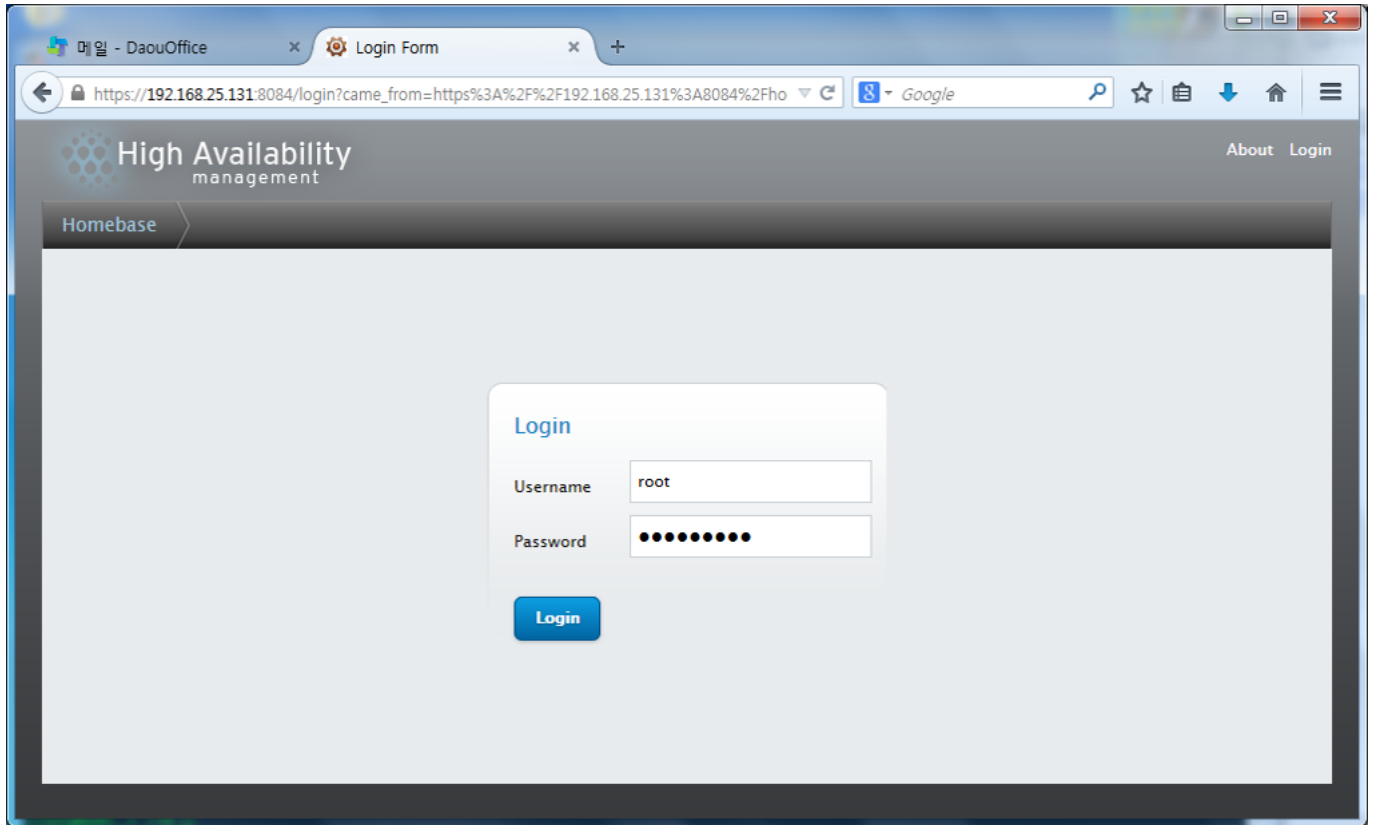 메일 - DaouOffice
Login Form
https://192.168.25.131:8084/login?came_from=https%3A%2F%2F192.168.25.131%3A8084%2Fho
Google
High Availability
management
About Login
Homebase
Login
Username root
Password •••••••••
Login